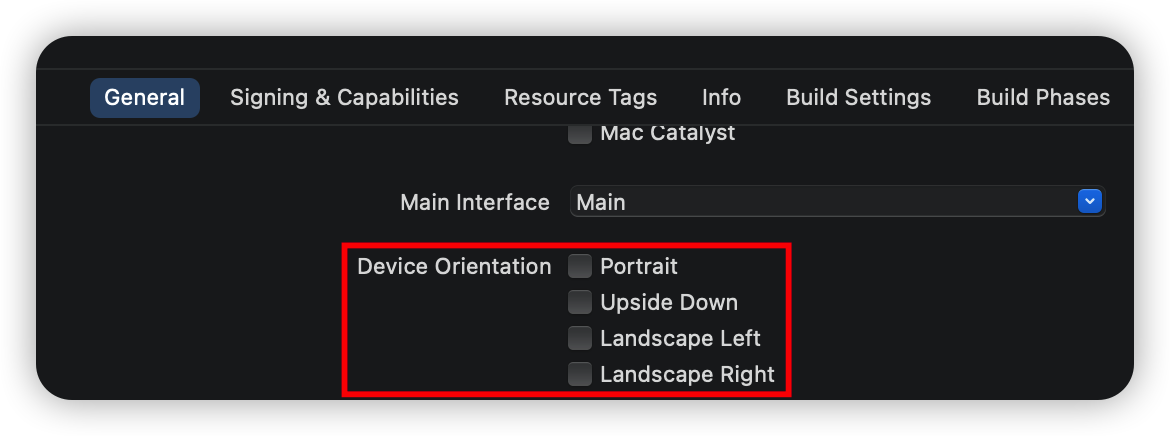 General Signing & Capabilities Resource Tags Info Build Settings Build Phases
Mac Catalyst
Main Interface Main
Device Orientation Portrait
Upside Down
Landscape Left
Landscape Right